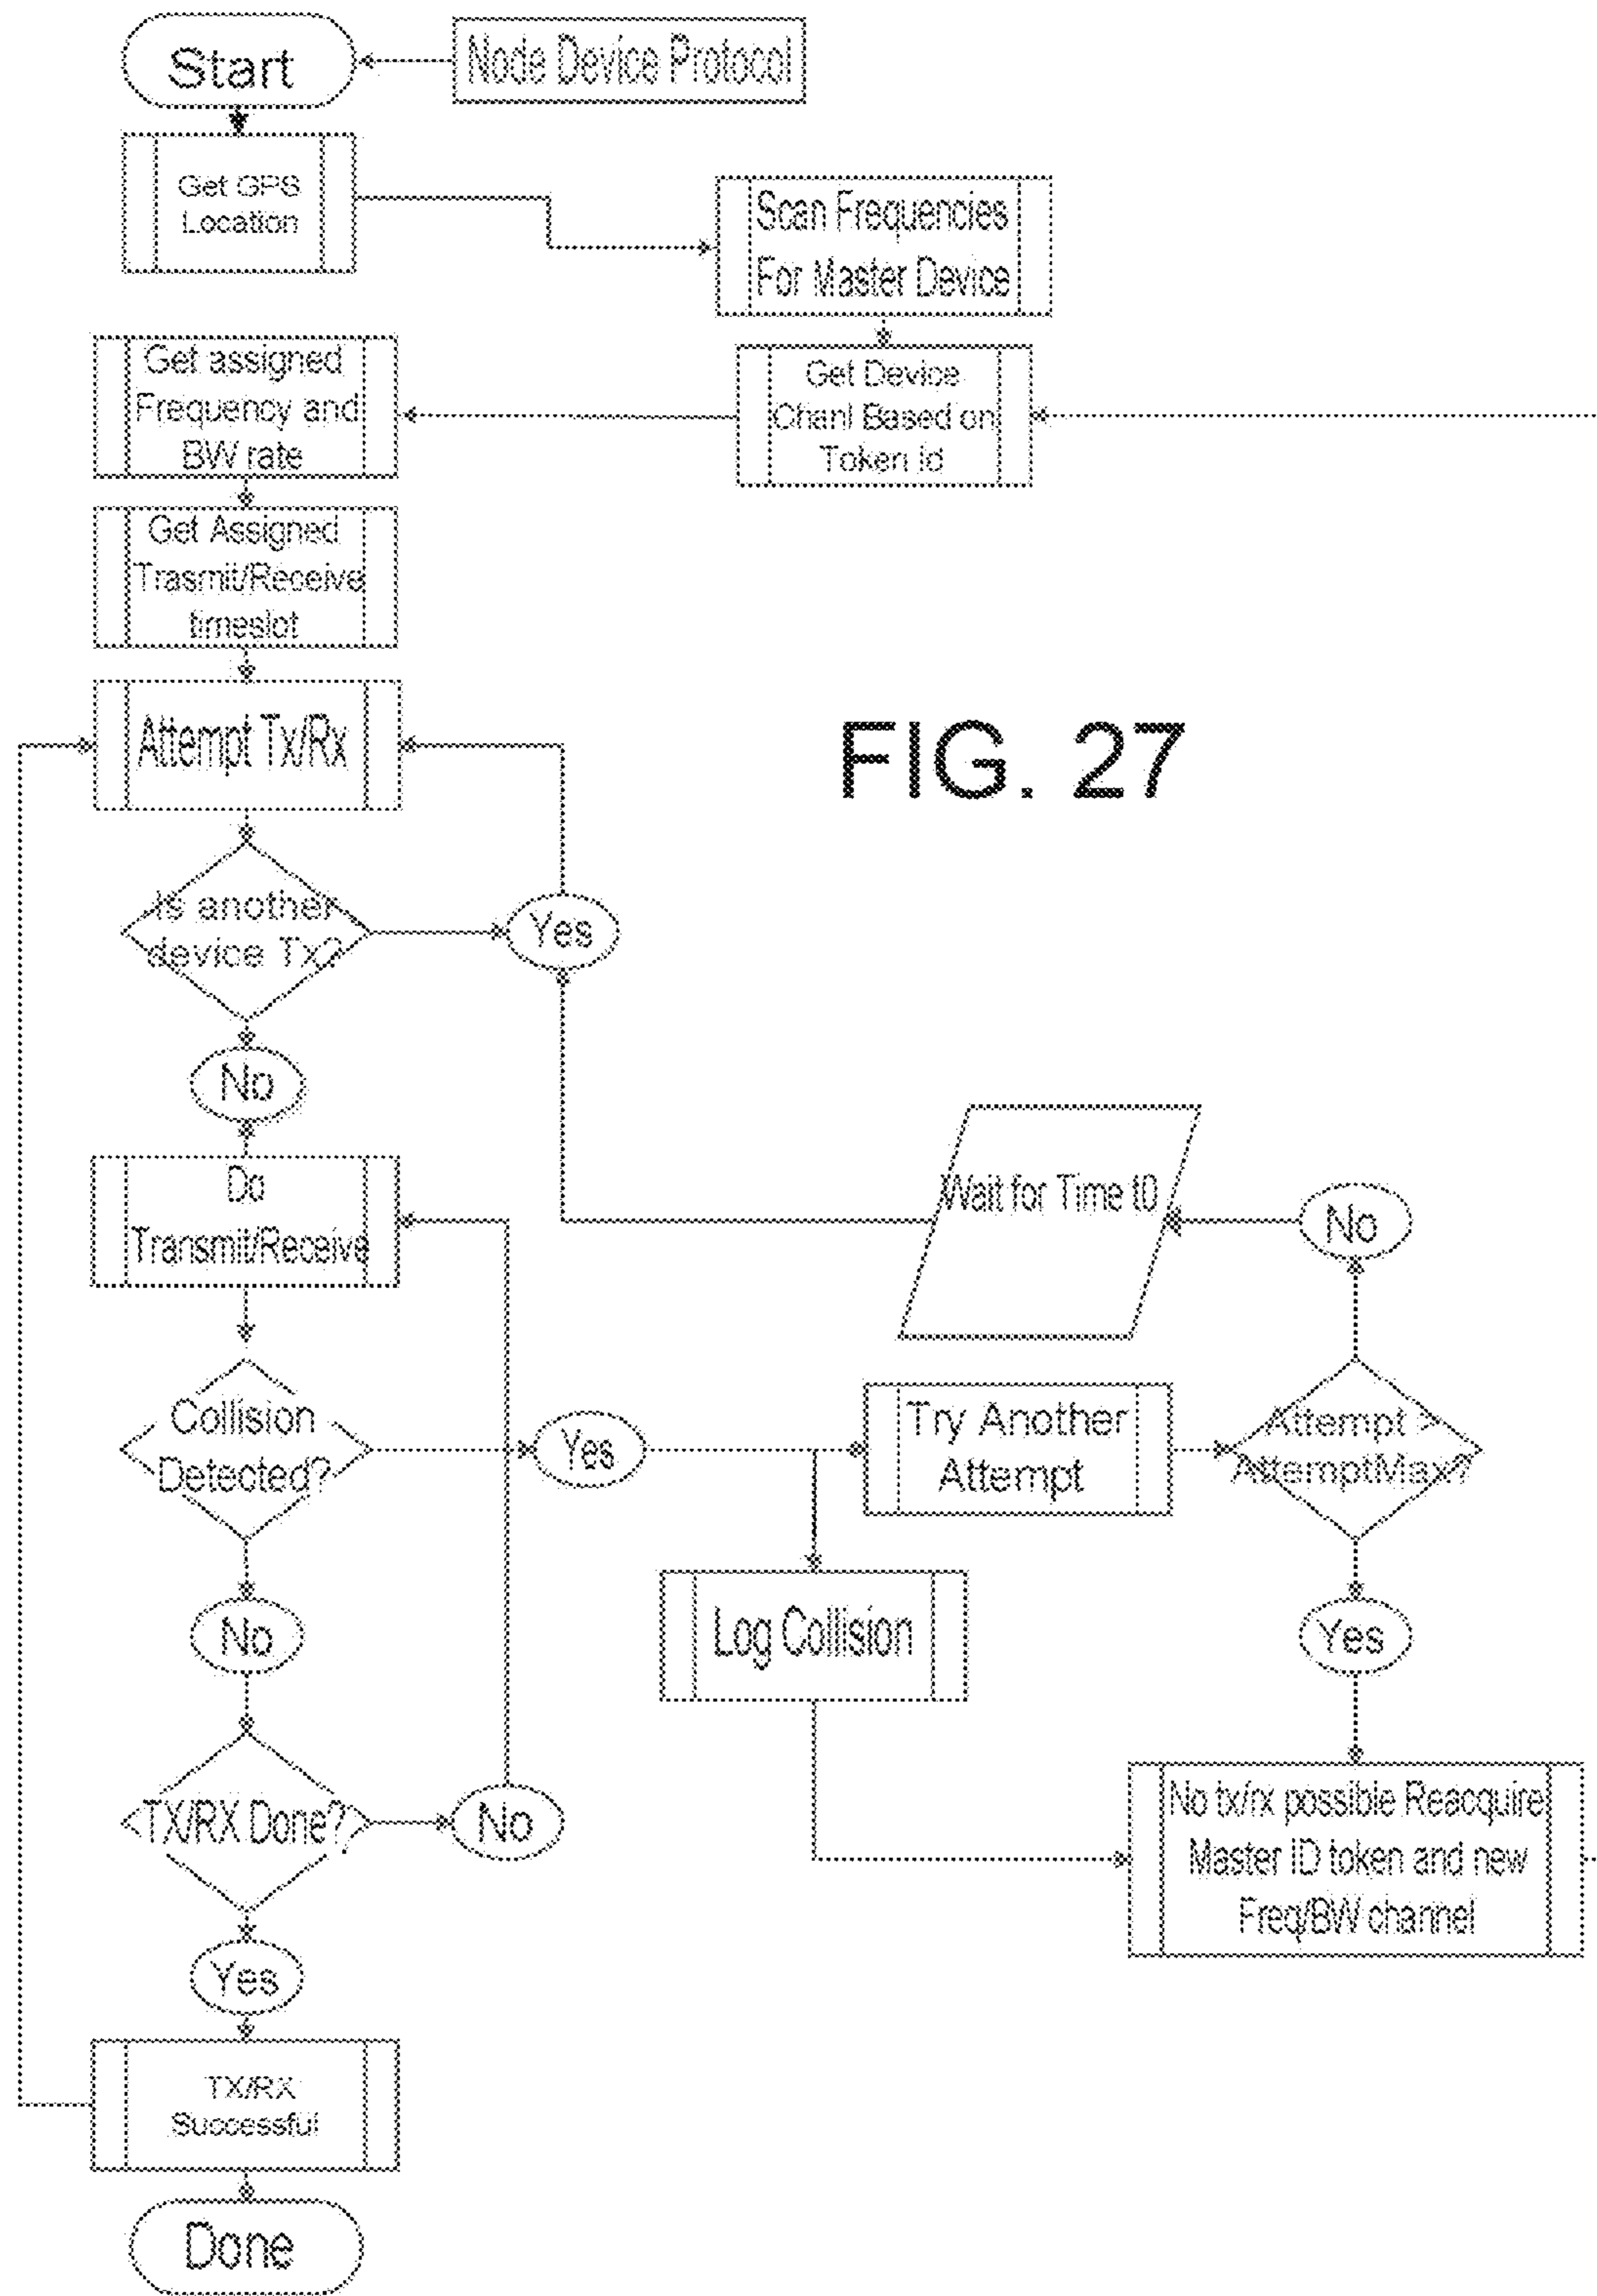 Start
Node Device Protocol
Get GPS
Location
Scan Frequencies
For Master Device
Get assigned
Frequency and
BW rate
Get Device
Chanl Based on
Token id
Get Assigned
Trasmit/Receive
timeslot
Attempt Tx/Rx
FIG. 27
Is another
device Tx?
Yes
No
Do
Transmit/Receive
Wait for Time t0
No
Collision
Detected?
Yes
Try Another
Attempt
Attempt >
AttemptMax?
No
Log Collision
Yes
TX/RX Done?
No
No tx/rx possible Reacquire
Master ID token and new
Freq/BW channel
Yes
TX/RX
Successful
Done